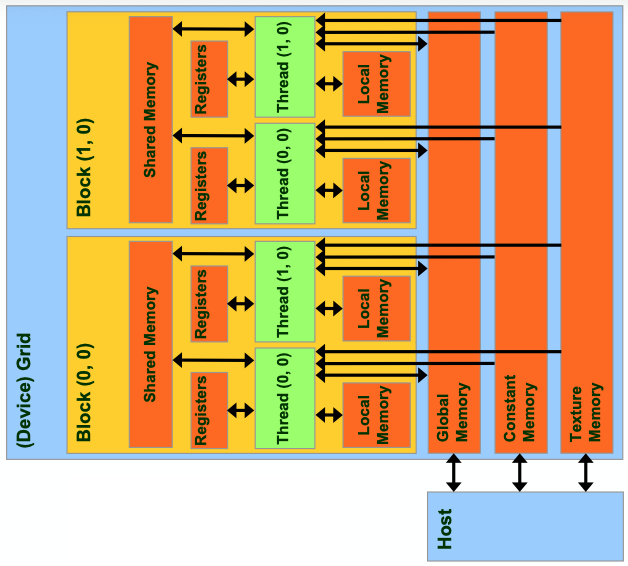 (Device) Grid
Block (0, 0)
Block (1, 0)
Shared Memory
Shared Memory
Registers
Registers
Registers
Registers
Thread (0, 0)
Thread (1, 0)
Thread (0, 0)
Thread (1, 0)
Local
Memory
Local
Memory
Local
Memory
Local
Memory
Host
Global
Memory
Constant
Memory
Texture
Memory